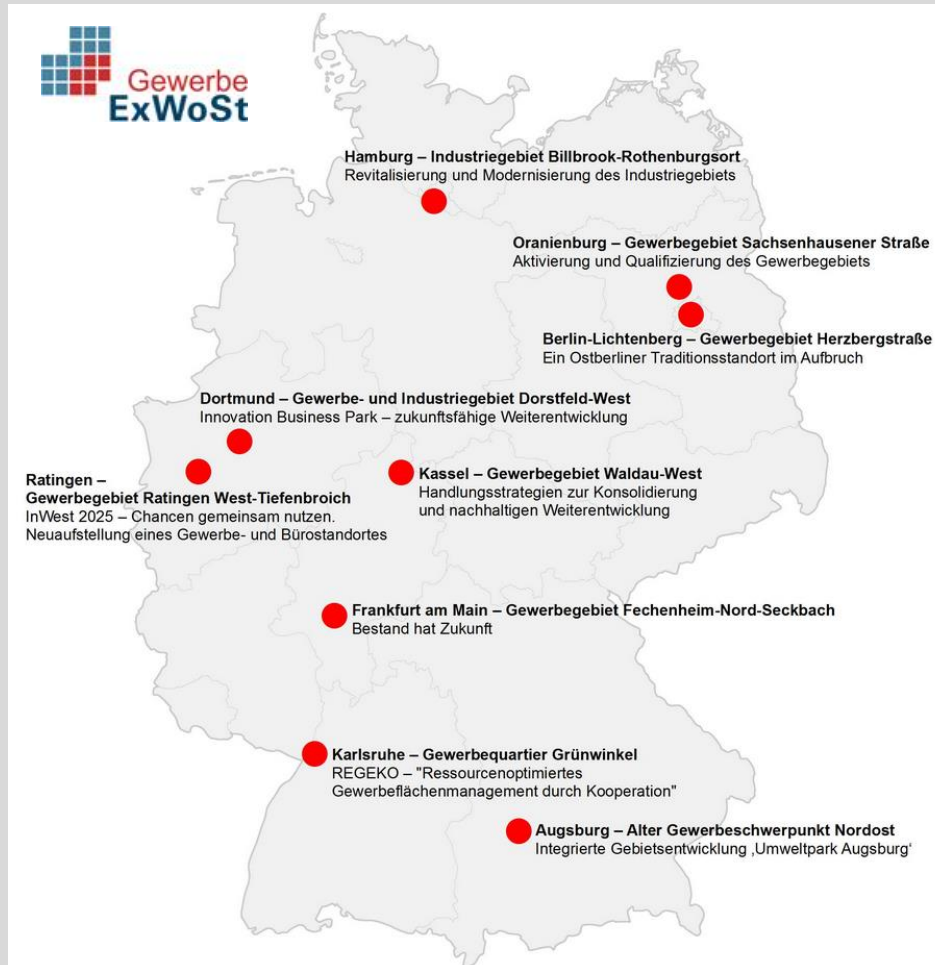 Gewerbe
ExWoSt
Hamburg – Industriegebiet Billbrook-Rothenburgsort
Revitalisierung und Modernisierung des Industriegebiets
Oranienburg – Gewerbegebiet Sachsenhausener Straße
Aktivierung und Qualifizierung des Gewerbegebiets
Berlin-Lichtenberg – Gewerbegebiet Herzbergstraße
Ein Ostberliner Traditionsstandort im Aufbruch
Dortmund – Gewerbe- und Industriegebiet Dorstfeld-West
Innovation Business Park – zukunftsfähige Weiterentwicklung
Ratingen –
Gewerbegebiet Ratingen West-Tiefenbroich
InWest 2025 – Chancen gemeinsam nutzen.
Neuaufstellung eines Gewerbe- und Bürostandortes
Kassel – Gewerbegebiet Waldau-West
Handlungsstrategien zur Konsolidierung
und nachhaltigen Weiterentwicklung
Frankfurt am Main – Gewerbegebiet Fechenheim-Nord-Seckbach
Bestand hat Zukunft
Karlsruhe – Gewerbequartier Grünwinkel
REGEKO – "Ressourcenoptimiertes
Gewerbeflächenmanagement durch Kooperation"
Augsburg – Alter Gewerbeschwerpunkt Nordost
Integrierte Gebietsentwicklung ‚Umweltpark Augsburg‘